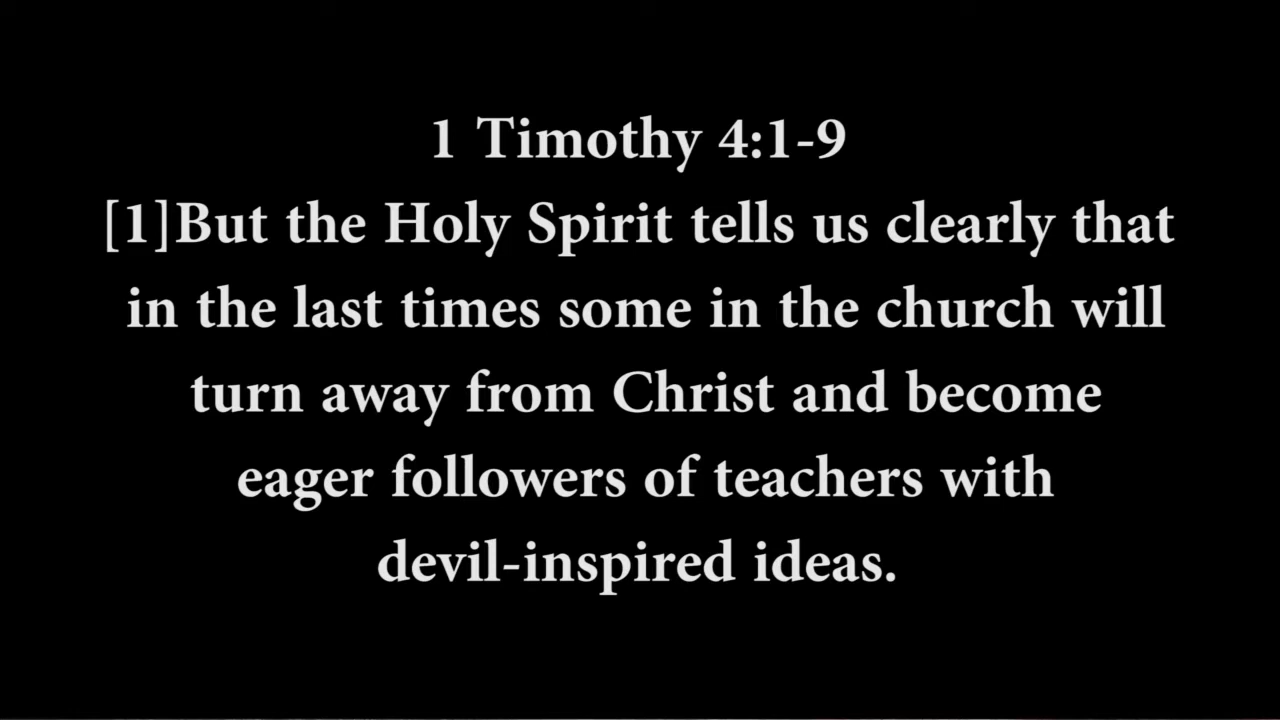 1 Timothy 4:1-9
[1]But the Holy Spirit tells us clearly that
in the last times some in the church will
turn away from Christ and become
eager followers of teachers with
devil-inspired ideas.